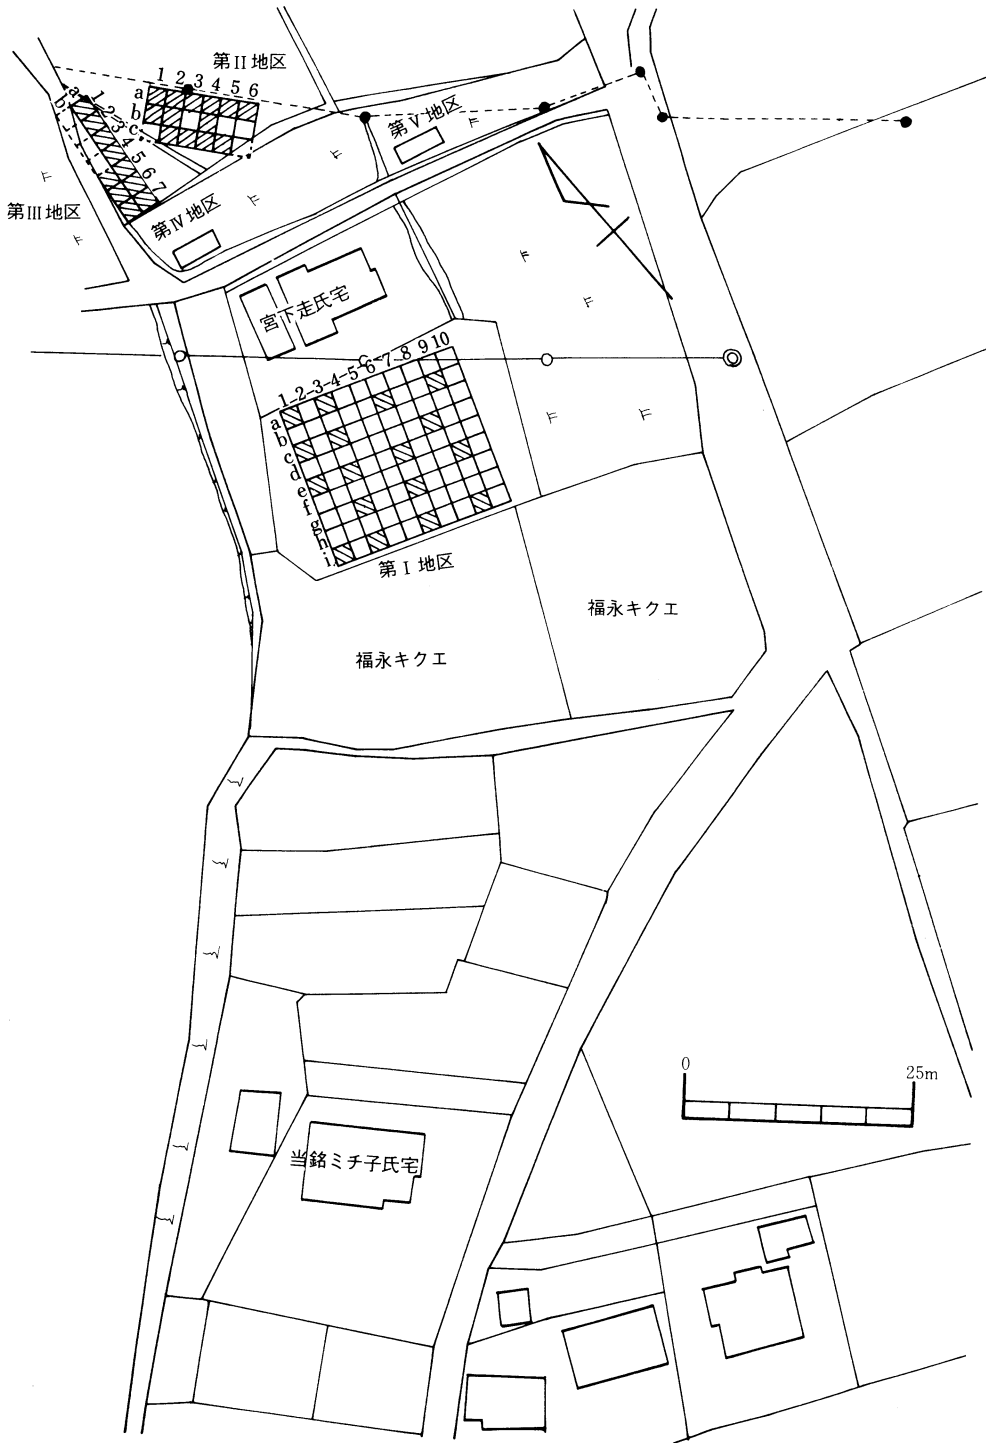 第II地区
1 2 3 4 5 6
a
b
c
a
b
1-2-3-4 5 6 7
第III地区
第IV地区
第V地区
宮下走氏宅
1-2-3-4-5 6 7 8 9 10
a
b
c
d
e
f
g
h
i
第I地区
福永キクエ
福永キクエ
0 25m
当銘ミチ子氏宅